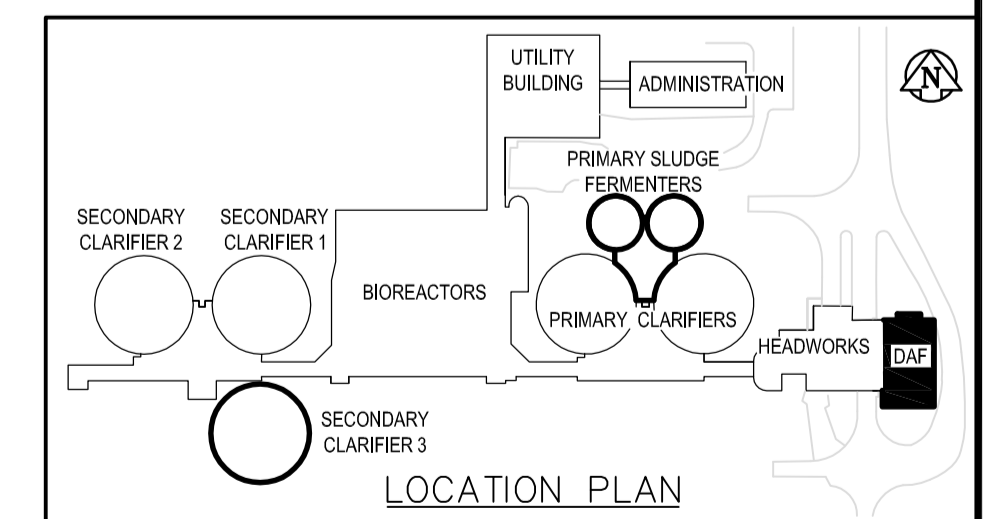 UTILITY
BUILDING
ADMINISTRATION
N
PRIMARY SLUDGE
FERMENTERS
SECONDARY
CLARIFIER 2
SECONDARY
CLARIFIER 1
BIOREACTORS
PRIMARY CLARIFIERS
HEADWORKS
DAF
SECONDARY
CLARIFIER 3
LOCATION PLAN